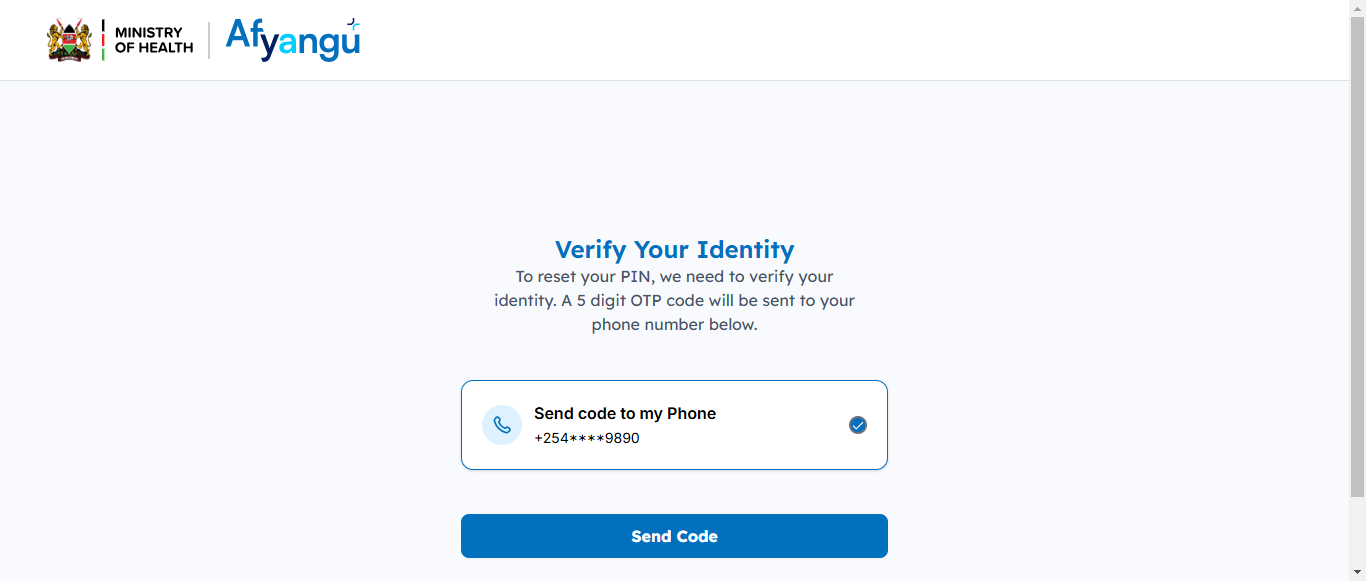 MINISTRY
OF HEALTH
Afyangu
Verify Your Identity
To reset your PIN, we need to verify your
identity. A 5 digit OTP code will be sent to your
phone number below.
Send code to my Phone
+254****9890
Send Code